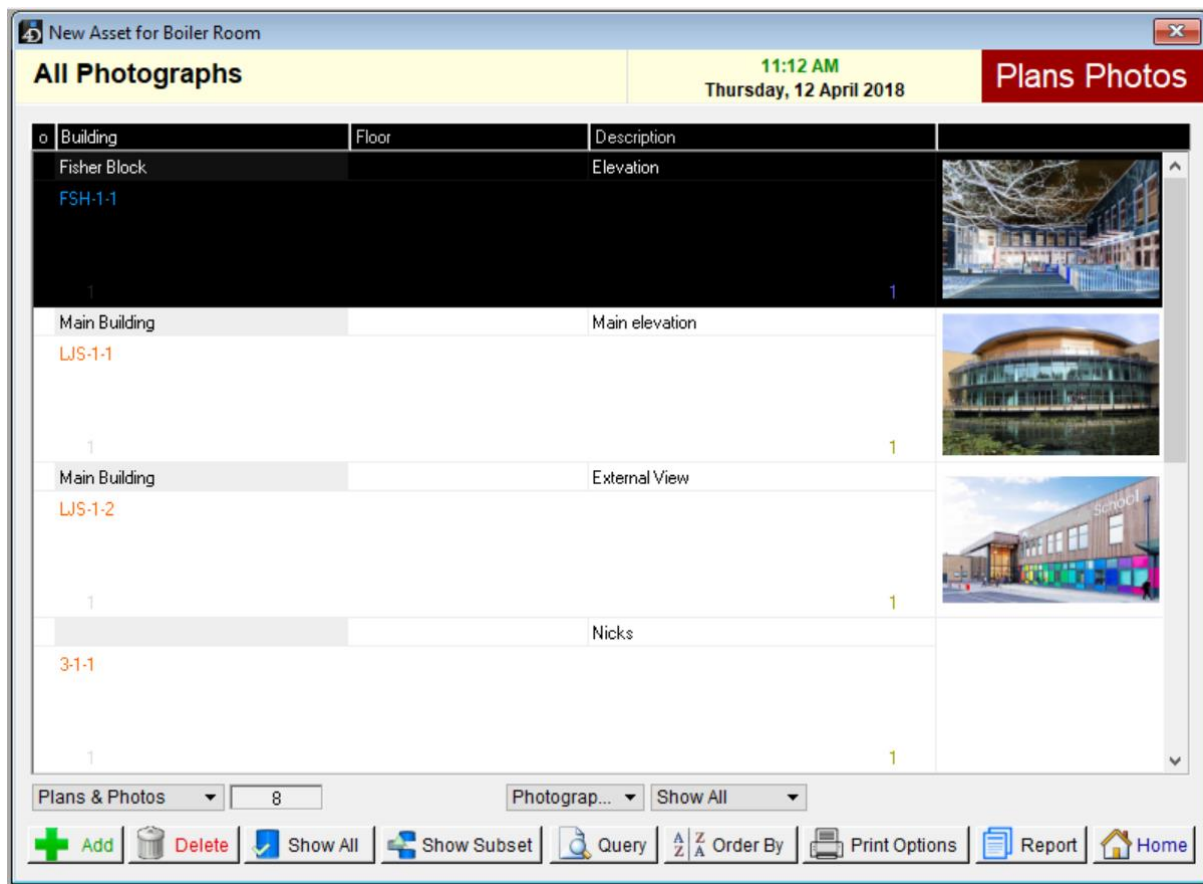 New Asset for Boiler Room
All Photographs
11:12 AM
Thursday, 12 April 2018
Plans Photos
o Building Floor Description
Fisher Block Elevation
FSH-1-1
1 1
Main Building Main elevation
LJS-1-1
1 1
Main Building External View
LJS-1-2
School
1 1
Nicks
3-1-1
1 1
Plans & Photos 8 Photograp... Show All
Add Delete Show All Show Subset Query A Z Z A Order By Print Options Report Home